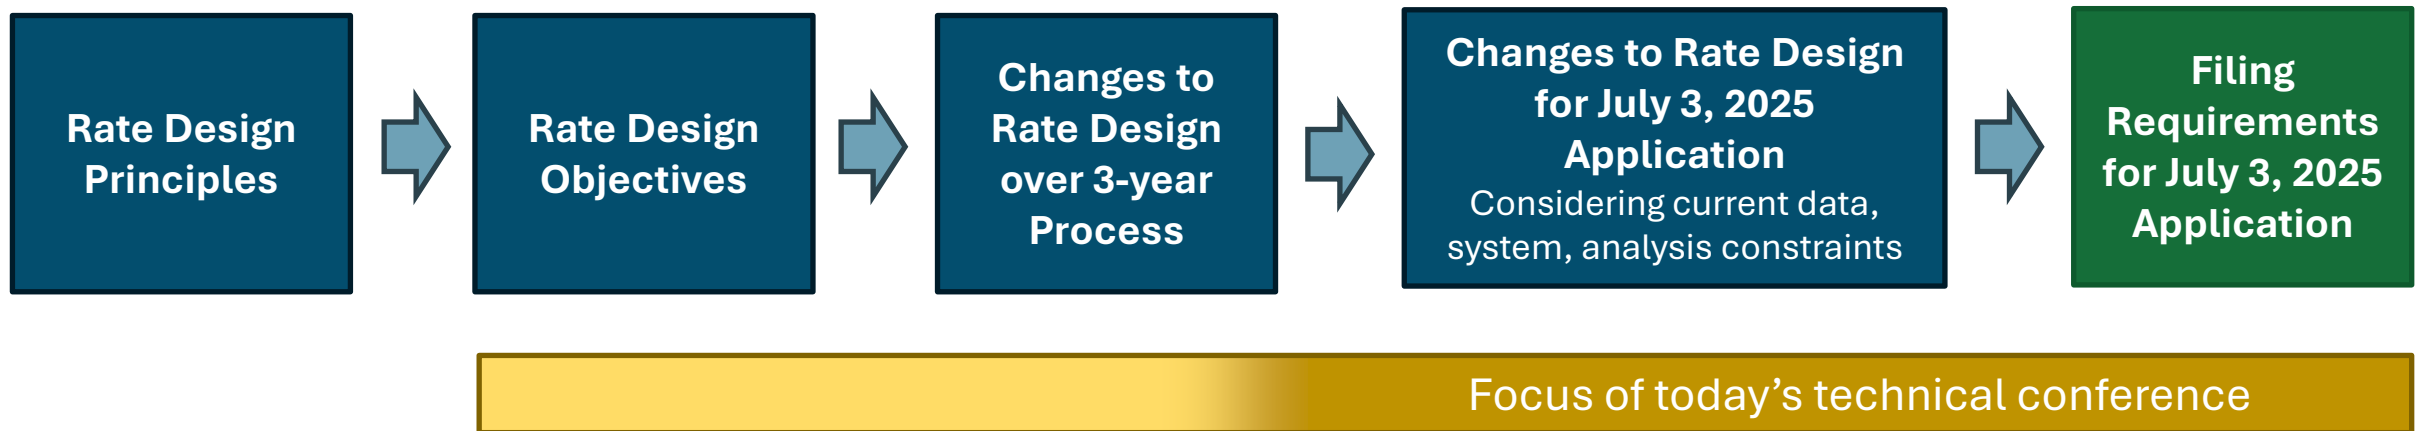 Rate Design
Principles
Rate Design
Objectives
Changes to
Rate Design
over 3-year
Process
Changes to Rate Design
for July 3, 2025
Application
Considering current data,
system, analysis constraints
Filing
Requirements
for July 3, 2025
Application
Focus of today’s technical conference